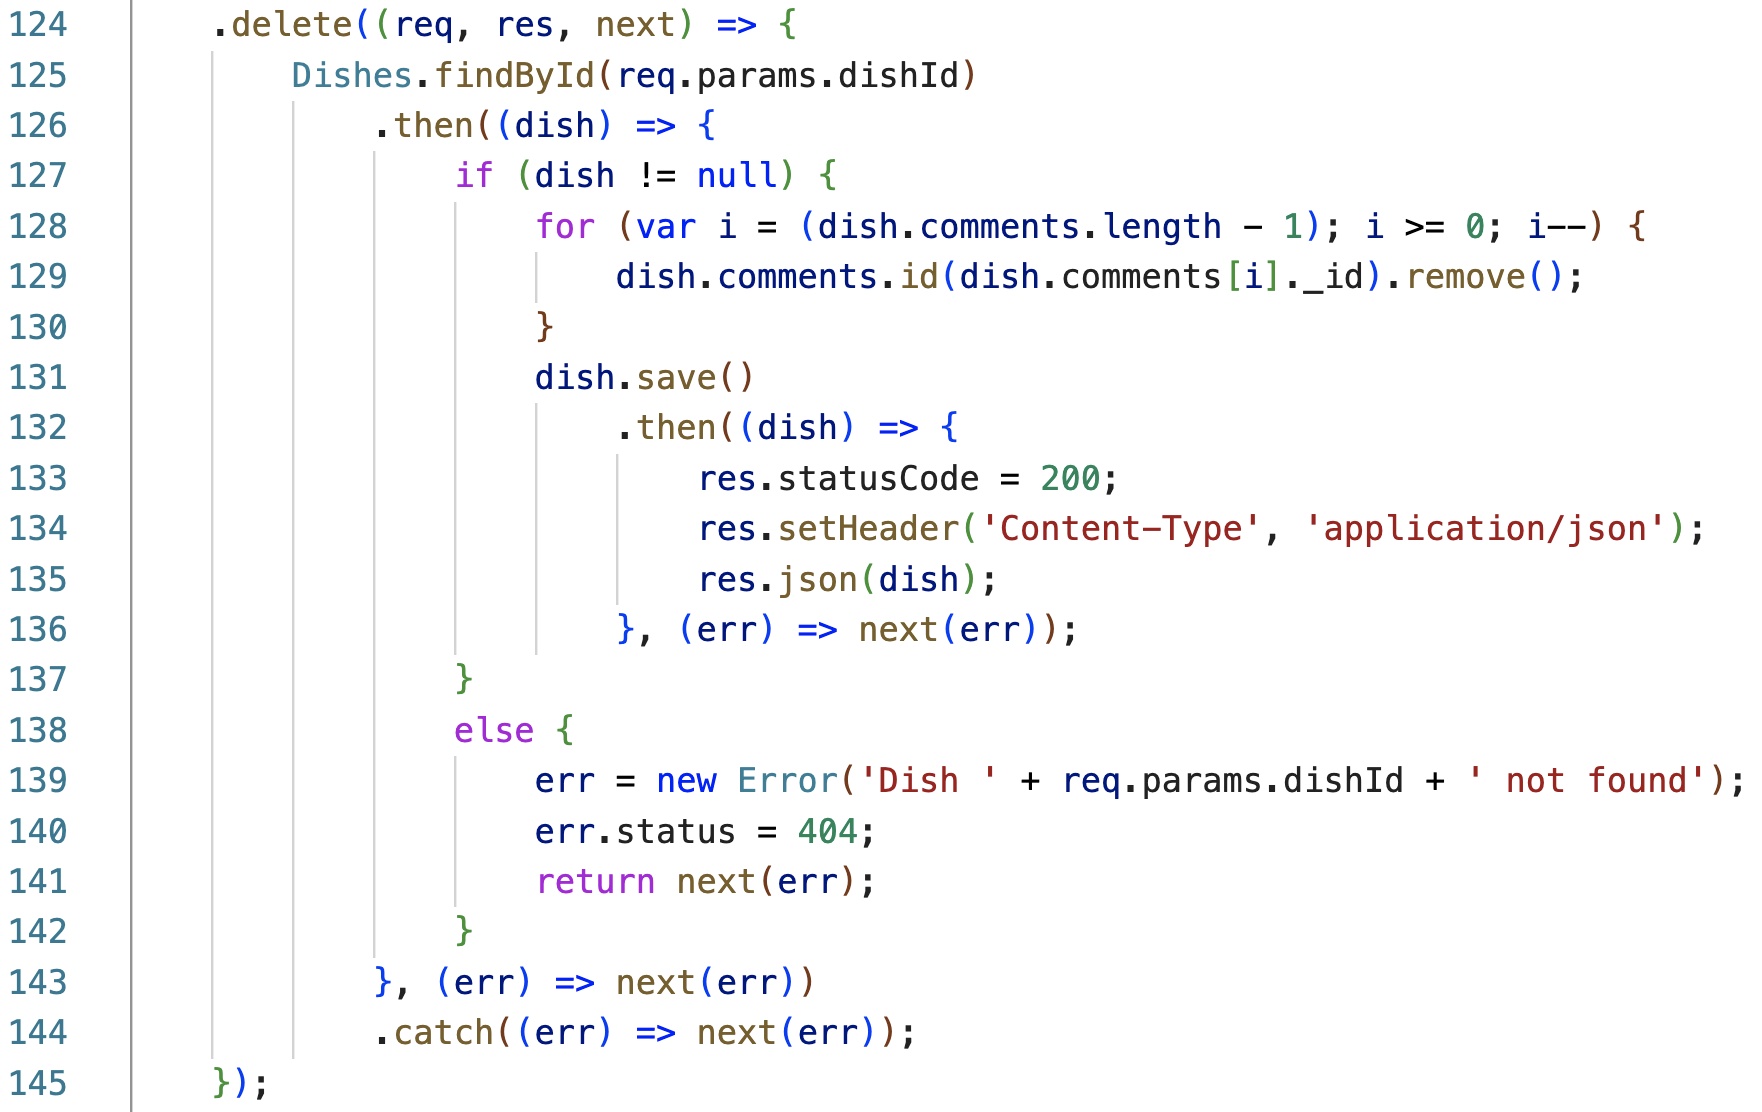 124 .delete((req, res, next) => {
125 Dishes.findById(req.params.dishId)
126 .then((dish) => {
127 if (dish != null) {
128 for (var i = (dish.comments.length - 1); i >= 0; i--) {
129 dish.comments.id(dish.comments[i]._id).remove();
130 }
131 dish.save()
132 .then((dish) => {
133 res.statusCode = 200;
134 res.setHeader('Content-Type', 'application/json');
135 res.json(dish);
136 }, (err) => next(err));
137 }
138 else {
139 err = new Error('Dish ' + req.params.dishId + ' not found');
140 err.status = 404;
141 return next(err);
142 }
143 }, (err) => next(err))
144 .catch((err) => next(err));
145 });